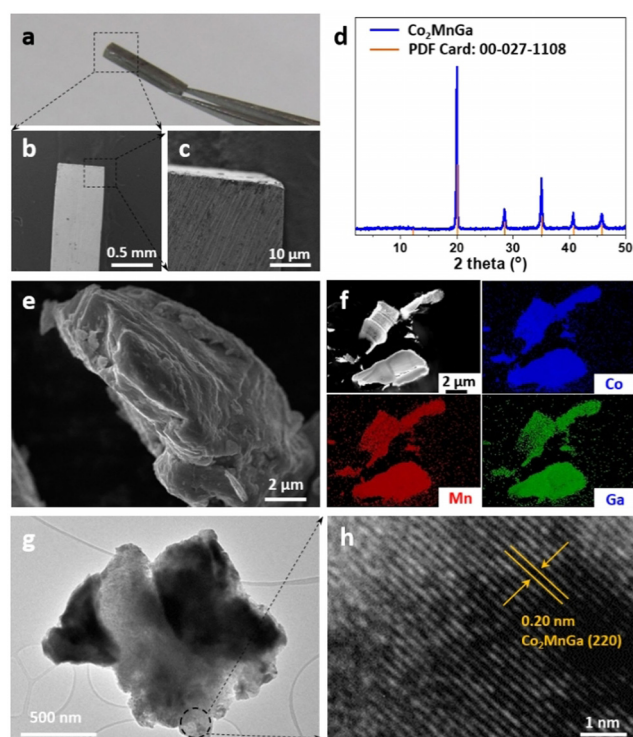 a
b
0.5 mm
c
10 µm
d
Co₂MnGa
PDF Card: 00-027-1108
10 20 30 40 50
2 theta (°)
e
2 µm
f
2 µm
Co
Mn
Ga
g
500 nm
h
0.20 nm
Co₂MnGa (220)
1 nm